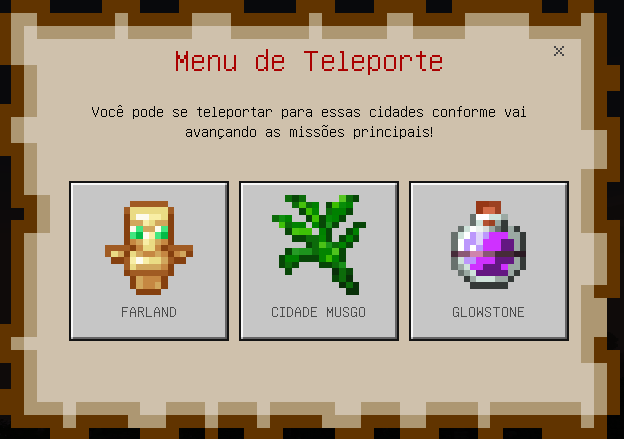 Menu de Teleporte
Você pode se teleportar para essas cidades conforme vai
avançando as missões principais!
FARLAND
CIDADE MUSGO
GLOWSTONE